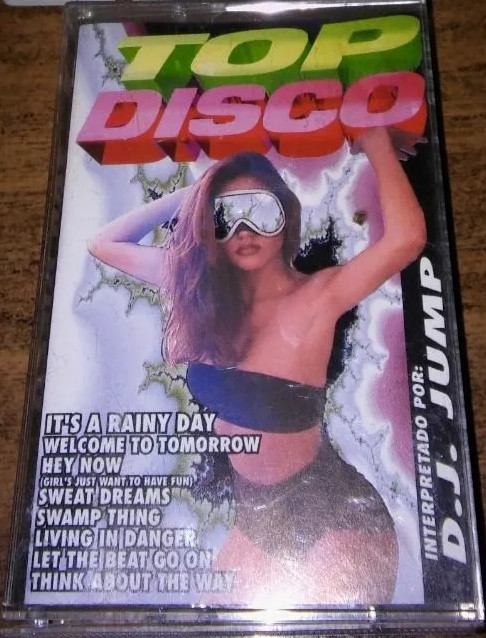 TOP
DISCO
IT'S A RAINY DAY
WELCOME TO TOMORROW
HEY NOW
(GIRL'S JUST WANT TO HAVE FUN)
SWEAT DREAMS
SWAMP THING
LIVING IN DANGER
LET THE BEAT GO ON
THINK ABOUT THE WAY
INTERPRETADO POR:
D.J. JUMP